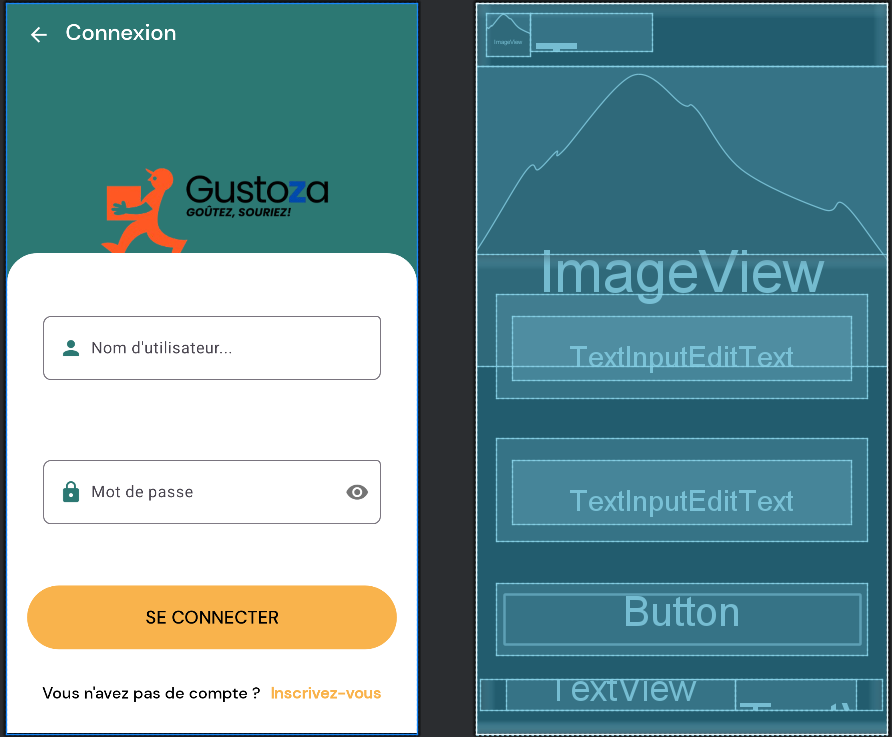 Connexion
Gustoza
GOÛTEZ, SOURIEZ!
Nom d'utilisateur...
Mot de passe
SE CONNECTER
Vous n'avez pas de compte ? Inscrivez-vous
ImageView
ImageView
TextInputEditText
TextInputEditText
Button
TextView